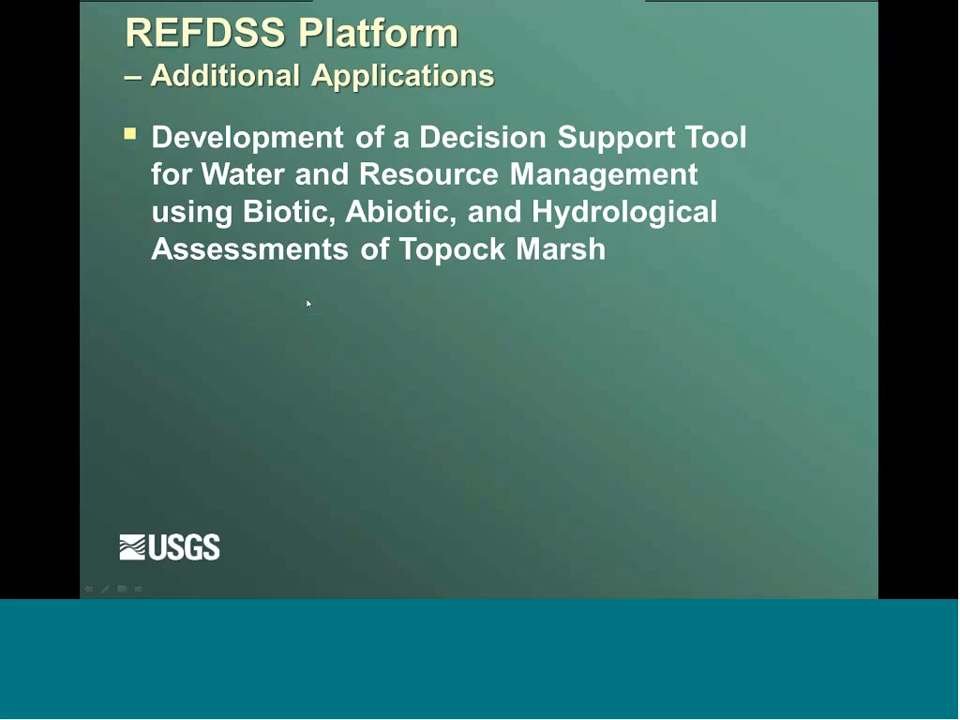 REFDSS Platform
– Additional Applications
Development of a Decision Support Tool
for Water and Resource Management
using Biotic, Abiotic, and Hydrological
Assessments of Topock Marsh
USGS